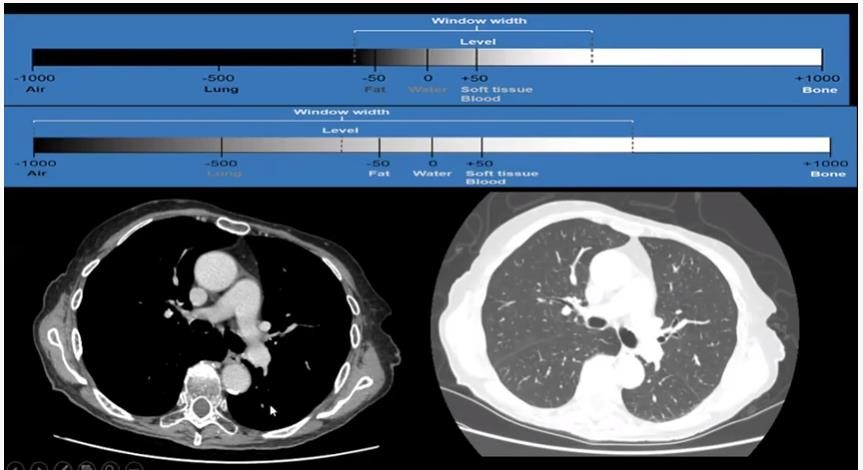 Window width
Level
-1000 -500 -50 0 +50 +1000
Air Lung Fat Water Soft tissue Bone
Blood
Window width
Level
-1000 -500 -50 0 +50 +1000
Air Lung Fat Water Soft tissue Bone
Blood